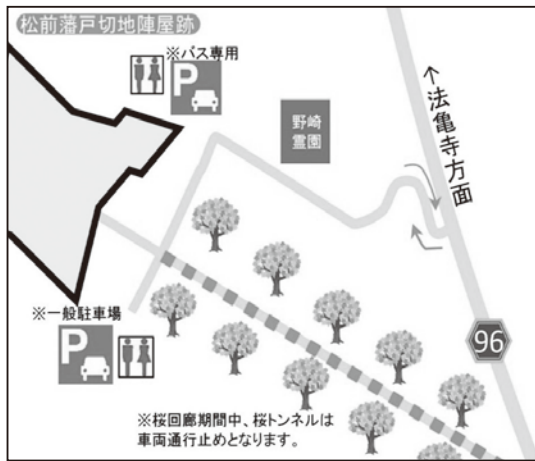 松前藩戸切地陣屋跡
※バス専用
P
野崎
霊園
↑法亀寺方面
※一般駐車場
P
96
※桜回廊期間中、桜トンネルは
車両通行止めとなります。